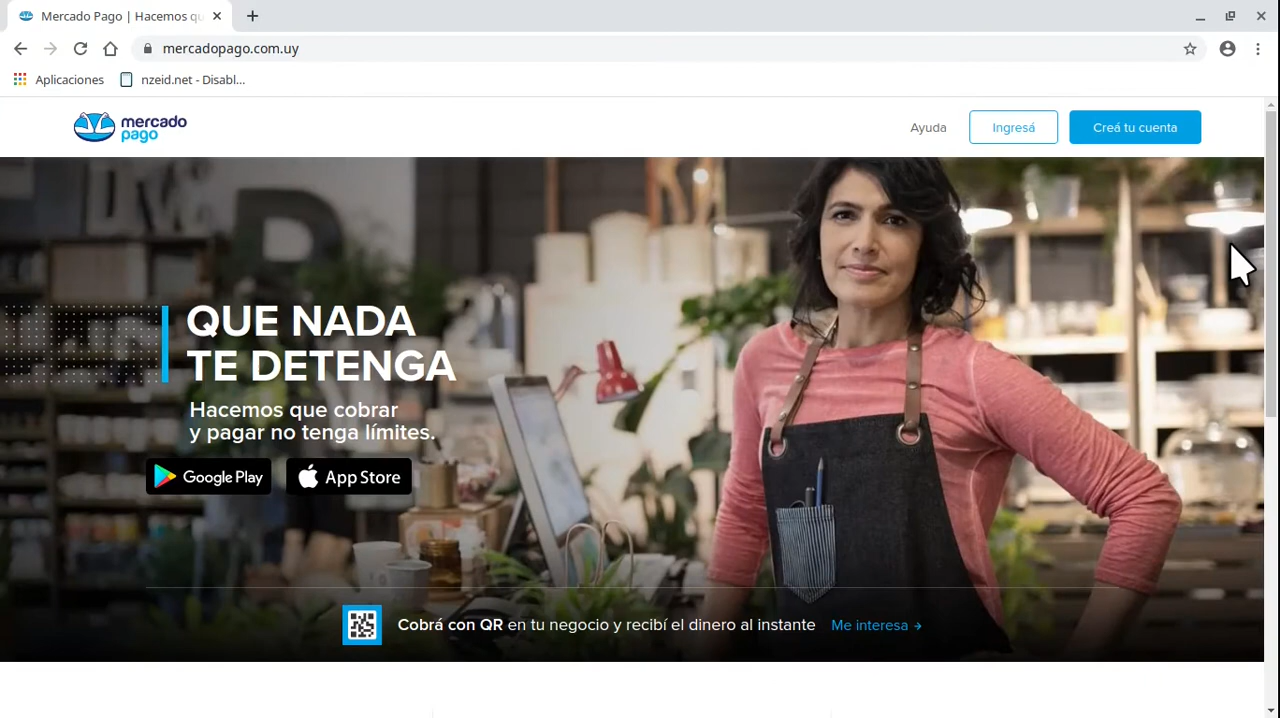 Mercado Pago | Hacemos qu
mercadopago.com.uy
Aplicaciones
nzeid.net - Disabl...
mercado
pago
Ayuda
Ingresá
Creá tu cuenta
QUE NADA
TE DETENGA
Hacemos que cobrar
y pagar no tenga límites.
Google Play
App Store
Cobrá con QR en tu negocio y recibí el dinero al instante Me interesa →